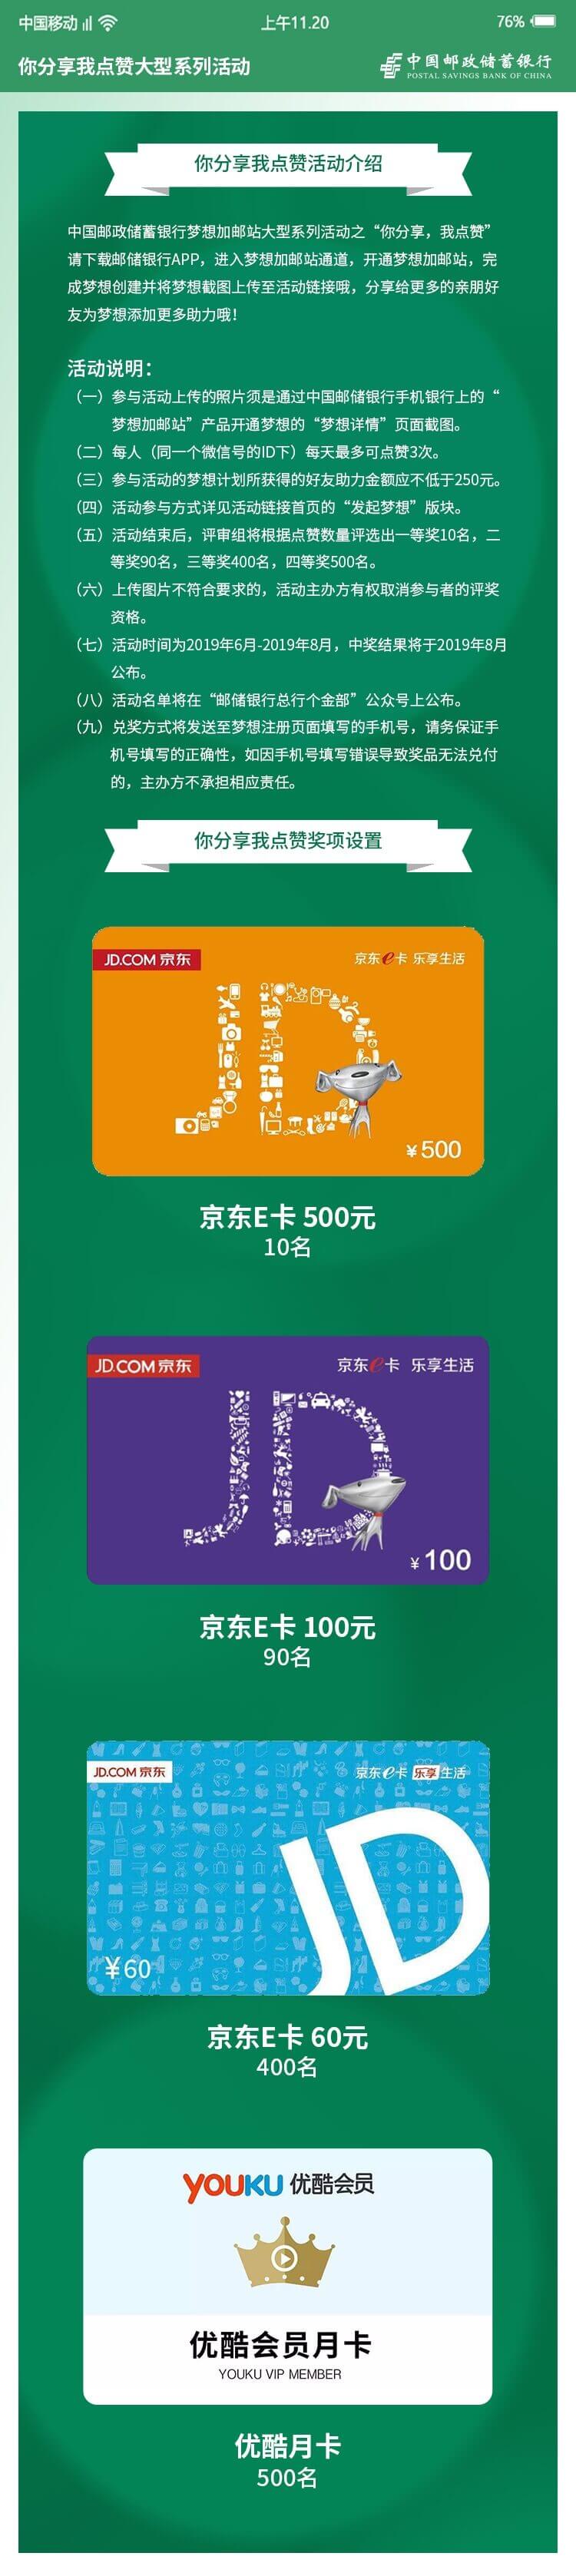 中国移动
上午11.20
76%
你分享我点赞大型系列活动
中国邮政储蓄银行
POSTAL SAVINGS BANK OF CHINA
你分享我点赞活动介绍
中国邮政储蓄银行梦想加邮站大型系列活动之“你分享，我点赞”
请下载邮储银行APP，进入梦想加邮站通道，开通梦想加邮站，完
成梦想创建并将梦想截图上传至活动链接哦，分享给更多的亲朋好
友为梦想添加更多助力哦！
活动说明：
（一）参与活动上传的照片须是通过中国邮储银行手机银行上的“
梦想加邮站”产品开通梦想的“梦想详情”页面截图。
（二）每人（同一个微信号的ID下）每天最多可点赞3次。
（三）参与活动的梦想计划所获得的好友助力金额应不低于250元。
（四）活动参与方式详见活动链接首页的“发起梦想”版块。
（五）活动结束后，评审组将根据点赞数量评选出一等奖10名，二
等奖90名，三等奖400名，四等奖500名。
（六）上传图片不符合要求的，活动主办方有权取消参与者的评奖
资格。
（七）活动时间为2019年6月-2019年8月，中奖结果将于2019年8月
公布。
（八）活动名单将在“邮储银行总行个金部”公众号上公布。
（九）兑奖方式将发送至梦想注册页面填写的手机号，请务保证手
机号填写的正确性，如因手机号填写错误导致奖品无法兑付
的，主办方不承担相应责任。
你分享我点赞奖项设置
JD.COM 京东
京东e卡 乐享生活
JD
¥500
京东E卡 500元
10名
JD.COM 京东
京东e卡 乐享生活
JD
¥100
京东E卡 100元
90名
JD.COM 京东
京东e卡 乐享生活
JD
¥60
京东E卡 60元
400名
YOUKU 优酷会员
优酷会员月卡
YOUKU VIP MEMBER
优酷月卡
500名